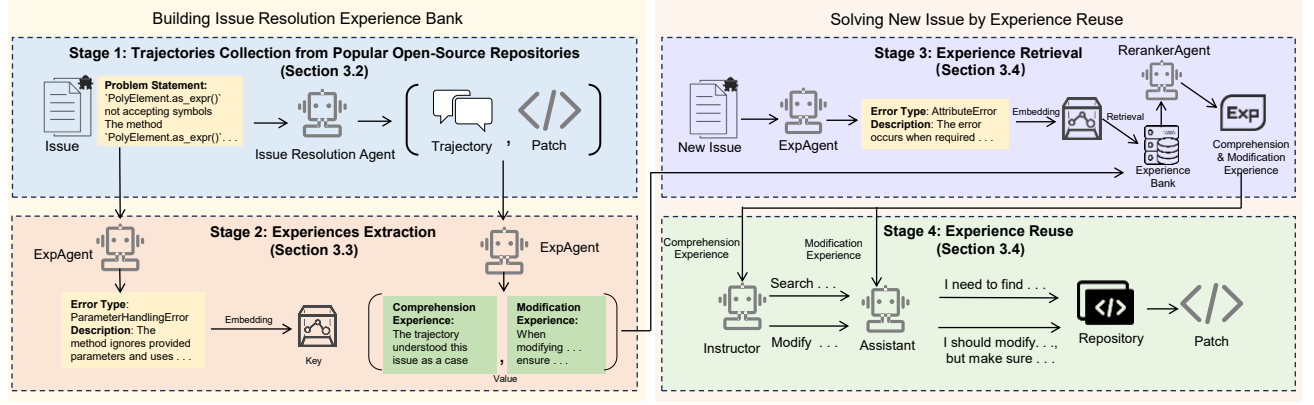 Building Issue Resolution Experience Bank
Stage 1: Trajectories Collection from Popular Open-Source Repositories
(Section 3.2)
Problem Statement:
`PolyElement.as_expr()`
not accepting symbols
The method
`PolyElement.as_expr()`. . .
Issue
Issue Resolution Agent
Trajectory
,
Patch
Stage 2: Experiences Extraction
(Section 3.3)
ExpAgent
ExpAgent
Error Type:
ParameterHandlingError
Description: The
method ignores provided
parameters and uses . . .
Embedding
Key
Comprehension
Experience:
The trajectory
understood this
issue as a case
,
Modification
Experience:
When
modifying . . .
ensure . . .
Value
Solving New Issue by Experience Reuse
Stage 3: Experience Retrieval
(Section 3.4)
RerankerAgent
New Issue
ExpAgent
Error Type: AttributeError
Description: The error
occurs when required . . .
Embedding
Retrieval
Exp
Experience
Bank
Comprehension
& Modification
Experience
Stage 4: Experience Reuse
(Section 3.4)
Comprehension
Experience
Modification
Experience
Instructor
Search . . .
Modify . . .
Assistant
I need to find . . .
I should modify. . .,
but make sure . . .
Repository
Patch